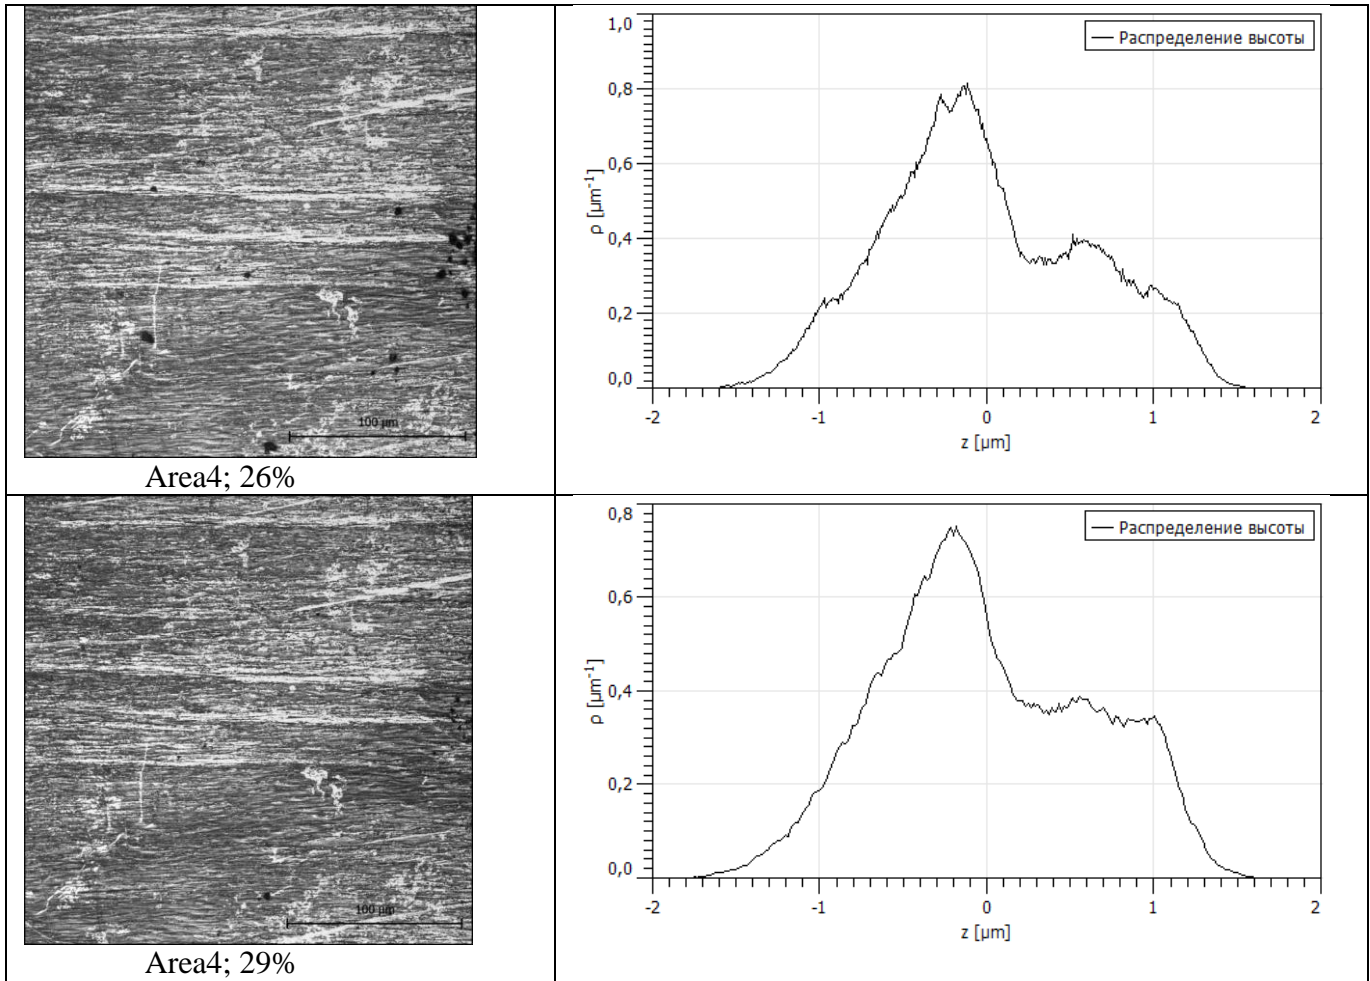 100 μm
Area4; 26%
1,0
Распределение высоты
0,8
0,6
0,4
0,2
0,0
ρ [µm⁻¹]
-2
-1
0
1
2
z [µm]
100 μm
Area4; 29%
0,8
Распределение высоты
0,6
0,4
0,2
0,0
ρ [µm⁻¹]
-2
-1
0
1
2
z [µm]